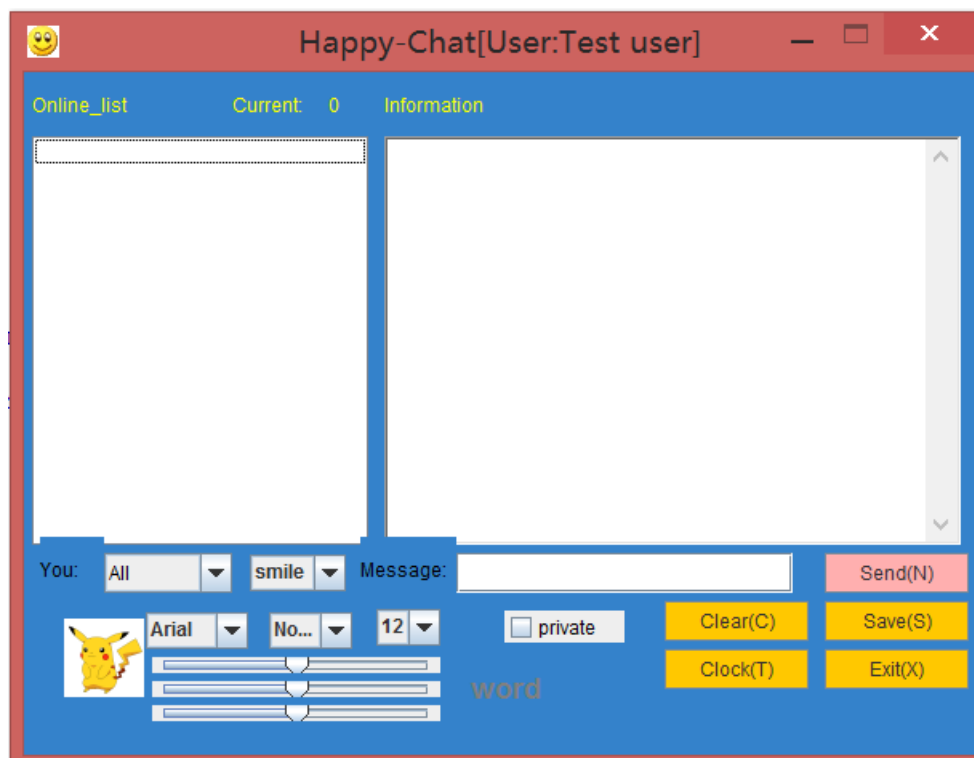 Happy-Chat[User:Test user]
Online_list Current: 0 Information
You: All smile Message: Send(N)
Arial No... 12 private Clear(C) Save(S)
word Clock(T) Exit(X)